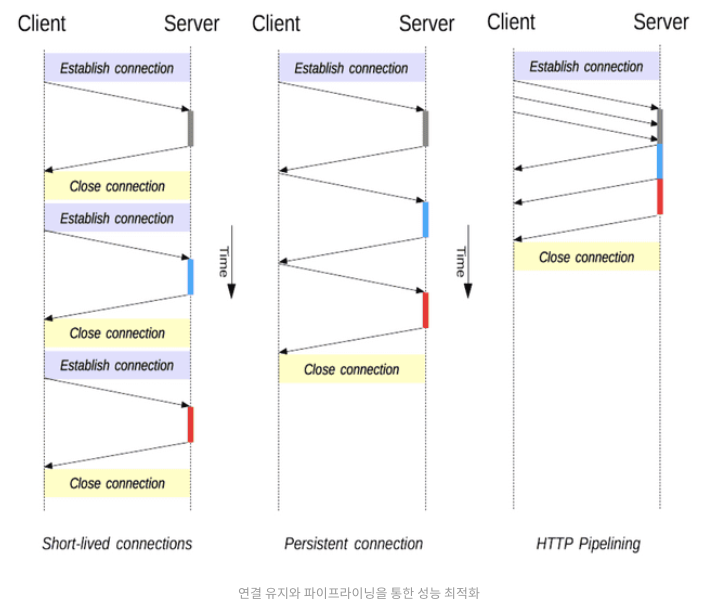 Client Server
Establish connection
Close connection
Establish connection
Close connection
Establish connection
Close connection
Short-lived connections
Time
Client Server
Establish connection
Close connection
Persistent connection
Time
Client Server
Establish connection
Close connection
HTTP Pipelining
연결 유지와 파이프라이닝을 통한 성능 최적화